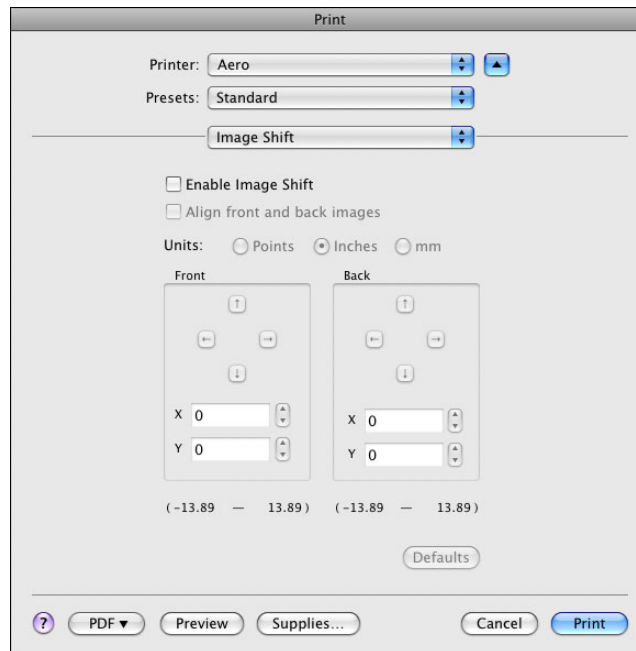 Print
Printer: Aero
Presets: Standard
Image Shift
Enable Image Shift
Align front and back images
Units: Points Inches mm
Front Back
↑ ↑
← → ← →
↓ ↓
X 0 X 0
Y 0 Y 0
(-13.89 — 13.89) (-13.89 — 13.89)
Defaults
? PDF ▼ Preview Supplies... Cancel Print